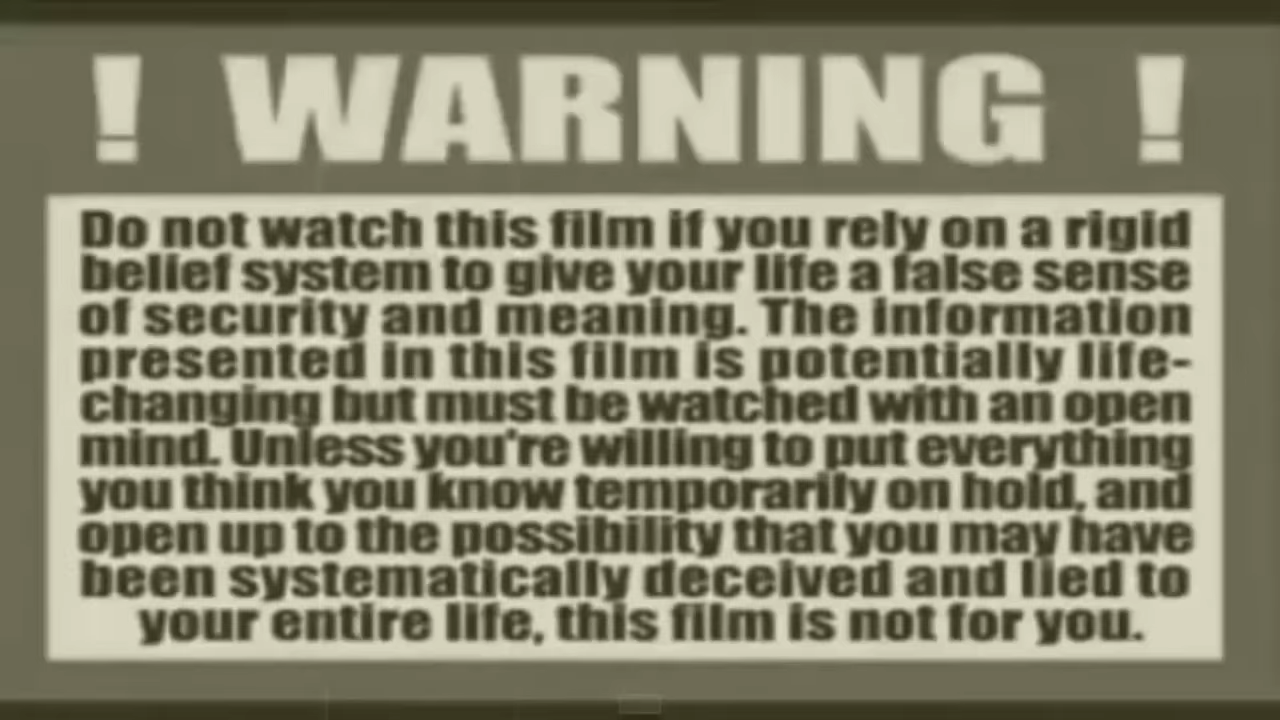 ! WARNING !
Do not watch this film if you rely on a rigid
belief system to give your life a false sense
of security and meaning. The information
presented in this film is potentially life-
changing but must be watched with an open
mind. Unless you're willing to put everything
you think you know temporarily on hold, and
open up to the possibility that you may have
been systematically deceived and lied to
your entire life, this film is not for you.